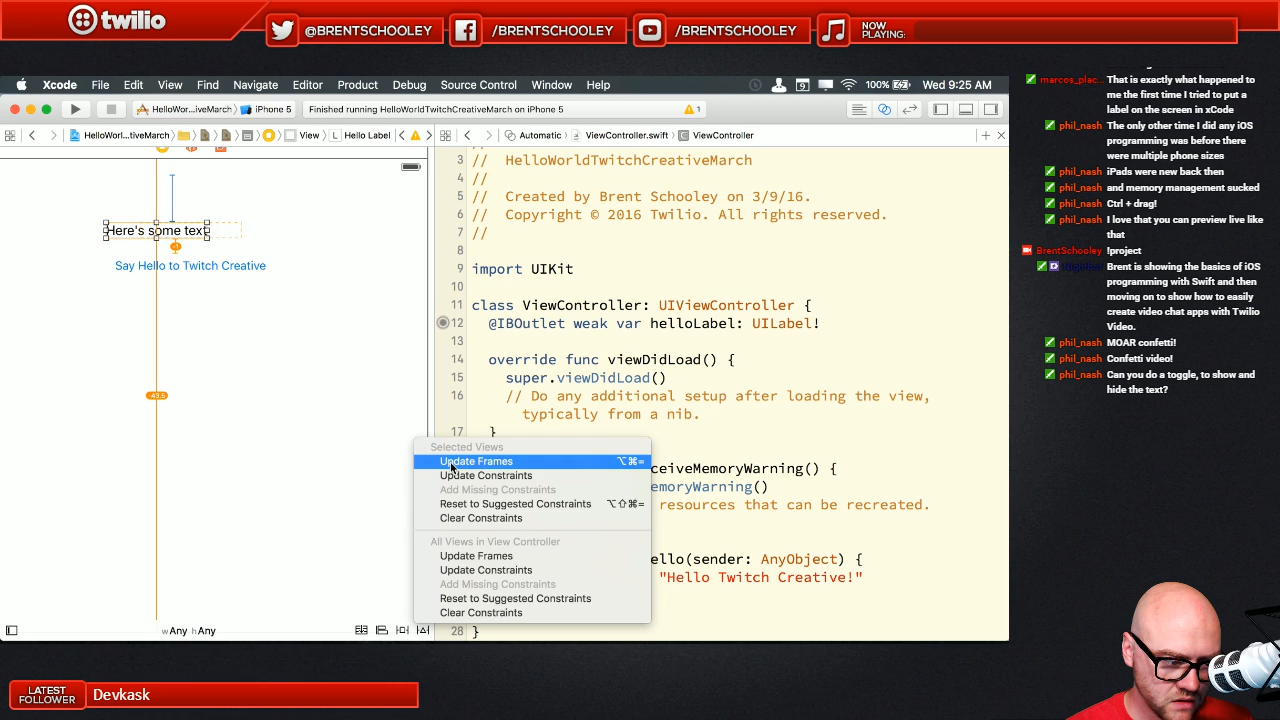 twilio
@BRENTSCHOOLEY
/BRENTSCHOOLEY
/BRENTSCHOOLEY
NOW
PLAYING:
Xcode File Edit View Find Navigate Editor Product Debug Source Control Window Help
9
100%
Wed 9:25 AM
HelloWor...iveMarch
iPhone 5
Finished running HelloWorldTwitchCreativeMarch on iPhone 5
1
HelloWorl...tiveMarch
View
L Hello Label
Automatic
ViewController.swift
ViewController
Here's some text
Say Hello to Twitch Creative
-43.5
wAny hAny
3 // HelloWorldTwitchCreativeMarch
4 //
5 // Created by Brent Schooley on 3/9/16.
6 // Copyright © 2016 Twilio. All rights reserved.
7 //
8
9 import UIKit
10
11 class ViewController: UIViewController {
12 @IBOutlet weak var helloLabel: UILabel!
13
14 override func viewDidLoad() {
15 super.viewDidLoad()
16 // Do any additional setup after loading the view,
typically from a nib.
17 }
ceiveMemoryWarning() {
emoryWarning()
resources that can be recreated.
ello(sender: AnyObject) {
"Hello Twitch Creative!"
28 }
Selected Views
Update Frames ⌥⌘=
Update Constraints
Add Missing Constraints
Reset to Suggested Constraints ⌥⇧⌘=
Clear Constraints
All Views in View Controller
Update Frames
Update Constraints
Add Missing Constraints
Reset to Suggested Constraints
Clear Constraints
marcos_plac... That is exactly what happened to
me the first time I tried to put a
label on the screen in xCode
phil_nash The only other time I did any iOS
programming was before there
were multiple phone sizes
phil_nash iPads were new back then
phil_nash and memory management sucked
phil_nash Ctrl + drag!
phil_nash I love that you can preview live like
that
BrentSchooley !project
Brent is showing the basics of iOS
programming with Swift and then
moving on to show how to easily
create video chat apps with Twilio
Video.
phil_nash MOAR confetti!
phil_nash Confetti video!
phil_nash Can you do a toggle, to show and
hide the text?
LATEST
FOLLOWER
Devkask